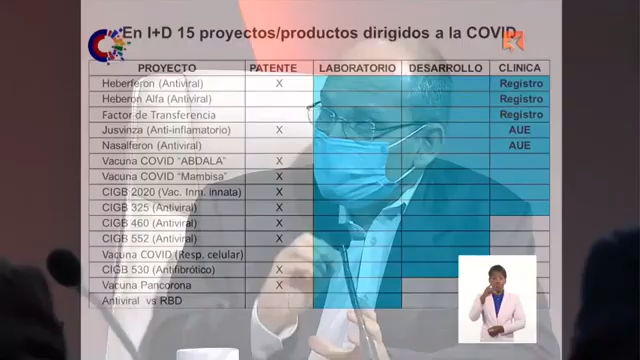 En I+D 15 proyectos/productos dirigidos a la COVID
PROYECTO PATENTE LABORATORIO DESARROLLO CLINICA
Heberferon (Antiviral) X Registro
Heberon Alfa (Antiviral) Registro
Factor de Transferencia Registro
Jusvinza (Anti-inflamatorio) X AUE
Nasalferon (Antiviral) AUE
Vacuna COVID “ABDALA” X
Vacuna COVID “Mambisa” X
CIGB 2020 (Vac. Inm. innata) X
CIGB 325 (Antiviral) X
CIGB 460 (Antiviral) X
CIGB 552 (Antiviral) X
Vacuna COVID (Resp. celular)
CIGB 530 (Antifibrótico) X
Vacuna Pancorona X
Antiviral vs RBD